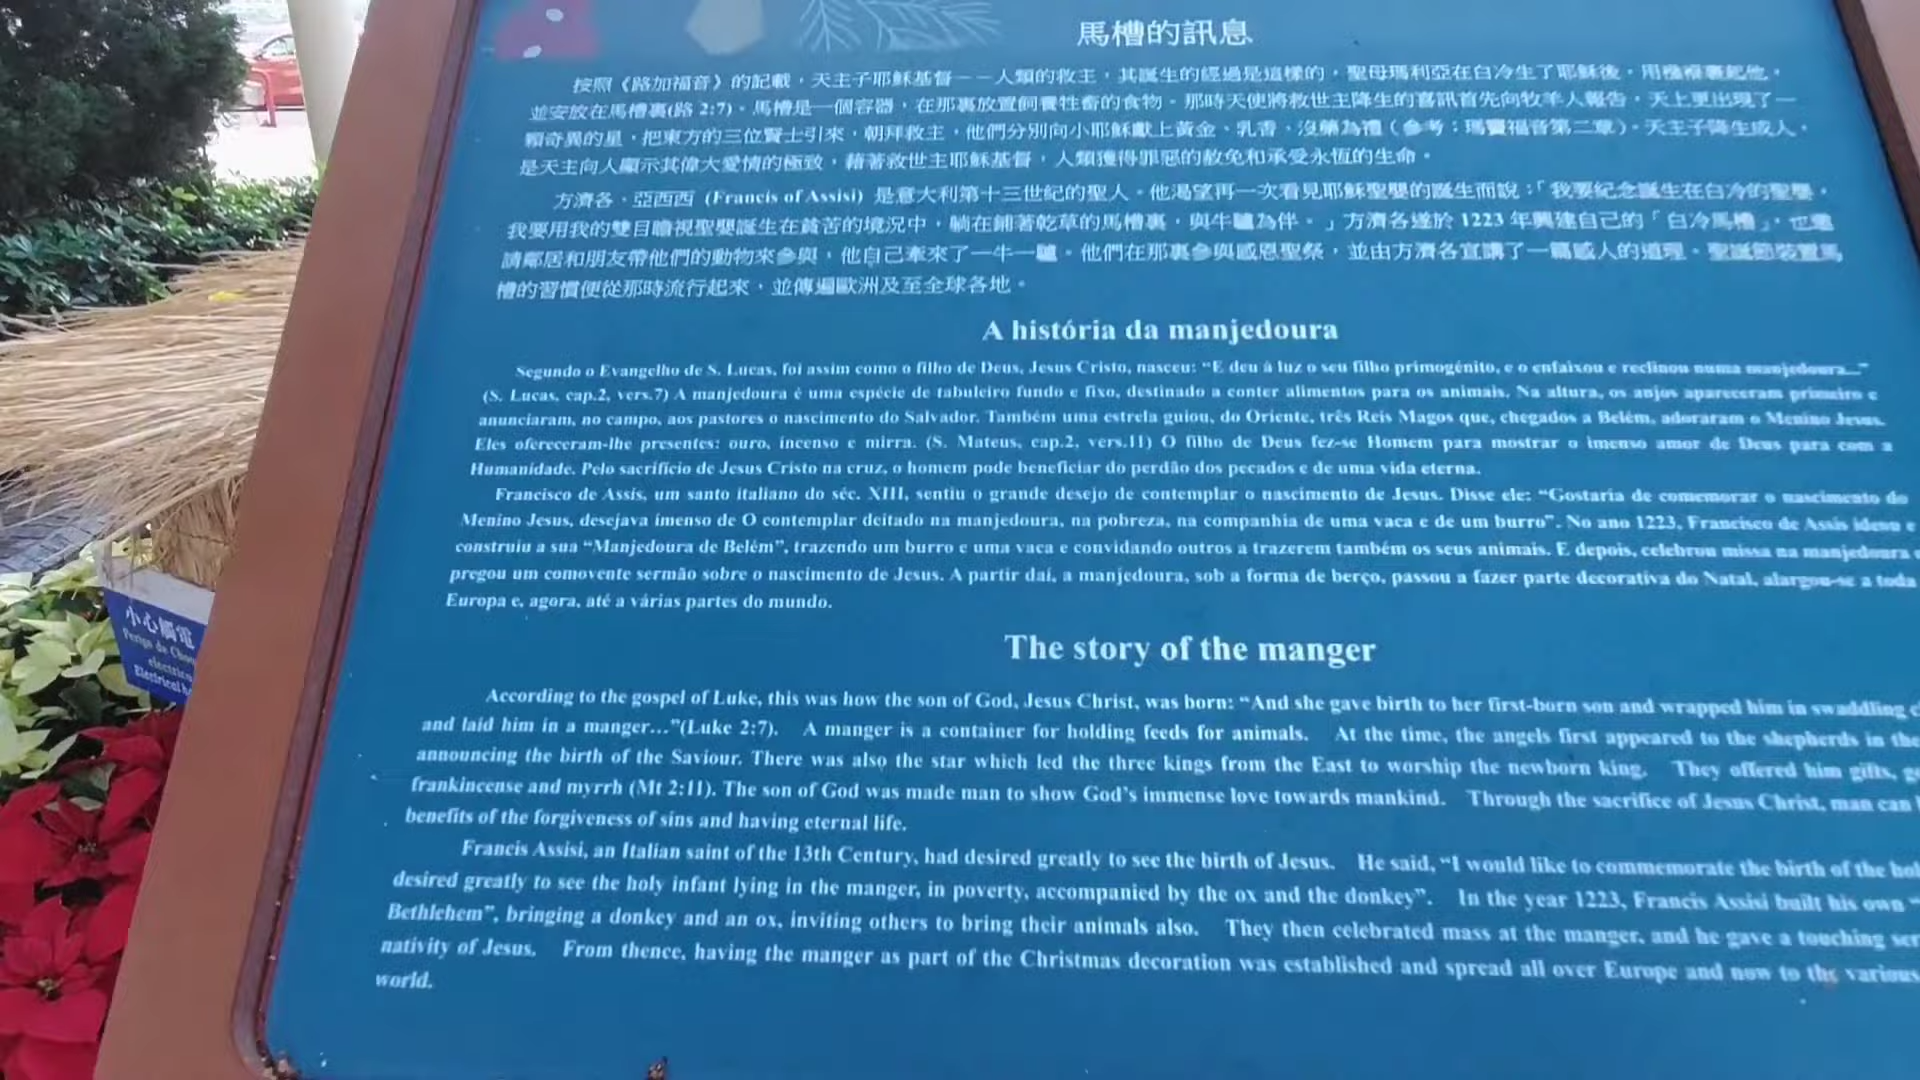 馬槽的訊息
按照《路加福音》的記載，天主子耶穌基督－－人類的救主，其誕生的經過是這樣的，聖母瑪利亞在白冷生了耶穌後，用襁褓裹起他，
並安放在馬槽裏(路 2:7)。馬槽是一個容器，在那裏放置飼養牲畜的食物。那時天使將救世主降生的喜訊首先向牧羊人報告，天上更出現了一
顆奇異的星，把東方的三位賢士引來，朝拜救主，他們分別向小耶穌獻上黃金、乳香、沒藥為禮（參考：瑪竇福音第二章）。天主子降生成人，
是天主向人顯示其偉大愛情的極致，藉著救世主耶穌基督，人類獲得罪惡的赦免和承受永恆的生命。
方濟各．亞西西 (Francis of Assisi) 是意大利第十三世紀的聖人。他渴望再一次看見耶穌聖嬰的誕生而說：「我要紀念誕生在白冷的聖嬰，
我要用我的雙目瞻視聖嬰誕生在貧苦的境況中，躺在鋪著乾草的馬槽裏，與牛驢為伴。」方濟各遂於 1223 年興建自己的「白冷馬槽」，也邀
請鄰居和朋友帶他們的動物來參與，他自己牽來了一牛一驢。他們在那裏參與感恩聖祭，並由方濟各宣講了一篇感人的道理。聖誕節裝置馬
槽的習慣便從那時流行起來，並傳遍歐洲及至全球各地。
A história da manjedoura
Segundo o Evangelho de S. Lucas, foi assim como o filho de Deus, Jesus Cristo, nasceu: “E deu à luz o seu filho primogénito, e o enfaixou e reclinou numa manjedoura...”
(S. Lucas, cap.2, vers.7) A manjedoura é uma espécie de tabuleiro fundo e fixo, destinado a conter alimentos para os animais. Na altura, os anjos apareceram primeiro e
anunciaram, no campo, aos pastores o nascimento do Salvador. Também uma estrela guiou, do Oriente, três Reis Magos que, chegados a Belém, adoraram o Menino Jesus.
Eles ofereceram-lhe presentes: ouro, incenso e mirra. (S. Mateus, cap.2, vers.11) O filho de Deus fez-se Homem para mostrar o imenso amor de Deus para com a
Humanidade. Pelo sacrifício de Jesus Cristo na cruz, o homem pode beneficiar do perdão dos pecados e de uma vida eterna.
Francisco de Assis, um santo italiano do séc. XIII, sentiu o grande desejo de contemplar o nascimento de Jesus. Disse ele: “Gostaria de comemorar o nascimento do
Menino Jesus, desejava imenso de O contemplar deitado na manjedoura, na pobreza, na companhia de uma vaca e de um burro”. No ano 1223, Francisco de Assis ideou e
construiu a sua “Manjedoura de Belém”, trazendo um burro e uma vaca e convidando outros a trazerem também os seus animais. E depois, celebrou missa na manjedoura e
pregou um comovente sermão sobre o nascimento de Jesus. A partir daí, a manjedoura, sob a forma de berço, passou a fazer parte decorativa do Natal, alargou-se a toda
Europa e, agora, até a várias partes do mundo.
The story of the manger
According to the gospel of Luke, this was how the son of God, Jesus Christ, was born: “And she gave birth to her first-born son and wrapped him in swaddling
and laid him in a manger...”(Luke 2:7). A manger is a container for holding feeds for animals. At the time, the angels first appeared to the shepherds in the
announcing the birth of the Saviour. There was also the star which led the three kings from the East to worship the newborn king. They offered him gifts,
frankincense and myrrh (Mt 2:11). The son of God was made man to show God’s immense love towards mankind. Through the sacrifice of Jesus Christ, man can
benefits of the forgiveness of sins and having eternal life.
Francis Assisi, an Italian saint of the 13th Century, had desired greatly to see the birth of Jesus. He said, “I would like to commemorate the birth of the
desired greatly to see the holy infant lying in the manger, in poverty, accompanied by the ox and the donkey”. In the year 1223, Francis Assisi built his own “
Bethlehem”, bringing a donkey and an ox, inviting others to bring their animals also. They then celebrated mass at the manger, and he gave a touching
nativity of Jesus. From thence, having the manger as part of the Christmas decoration was established and spread all over Europe and now to the various
world.
小心觸電
Perigo de
Electrical